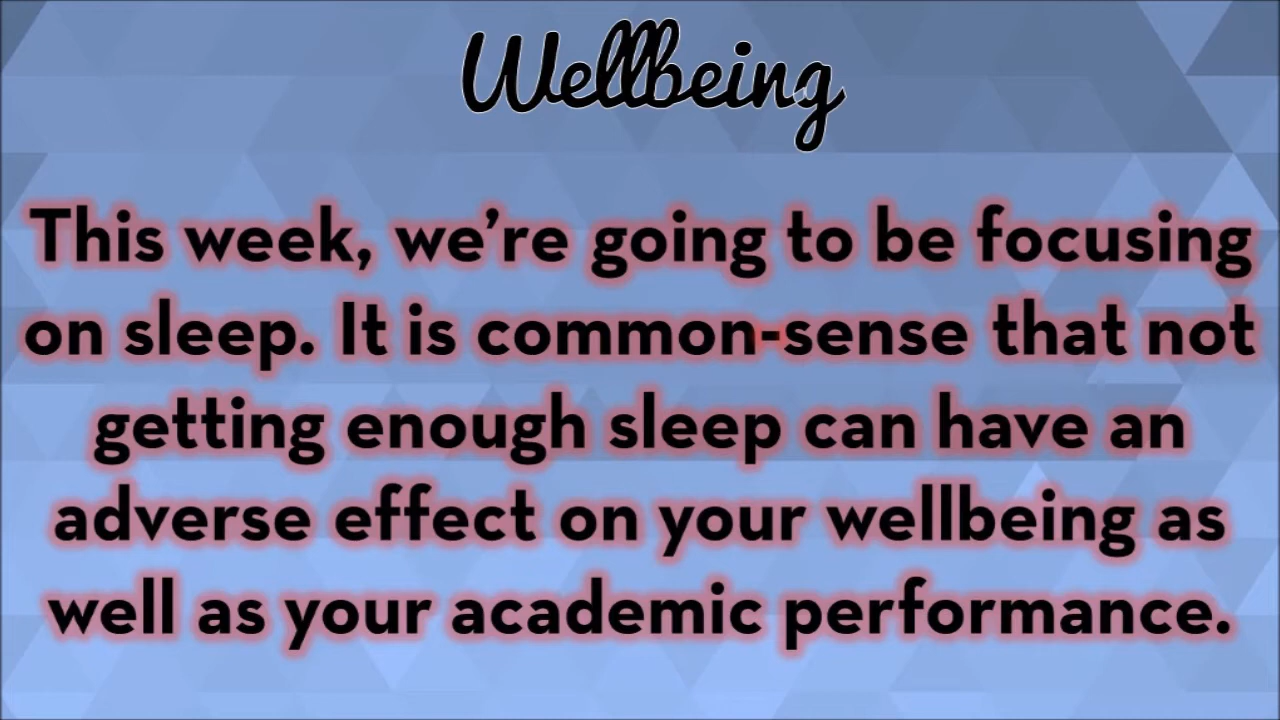 Wellbeing
This week, we’re going to be focusing
on sleep. It is common-sense that not
getting enough sleep can have an
adverse effect on your wellbeing as
well as your academic performance.